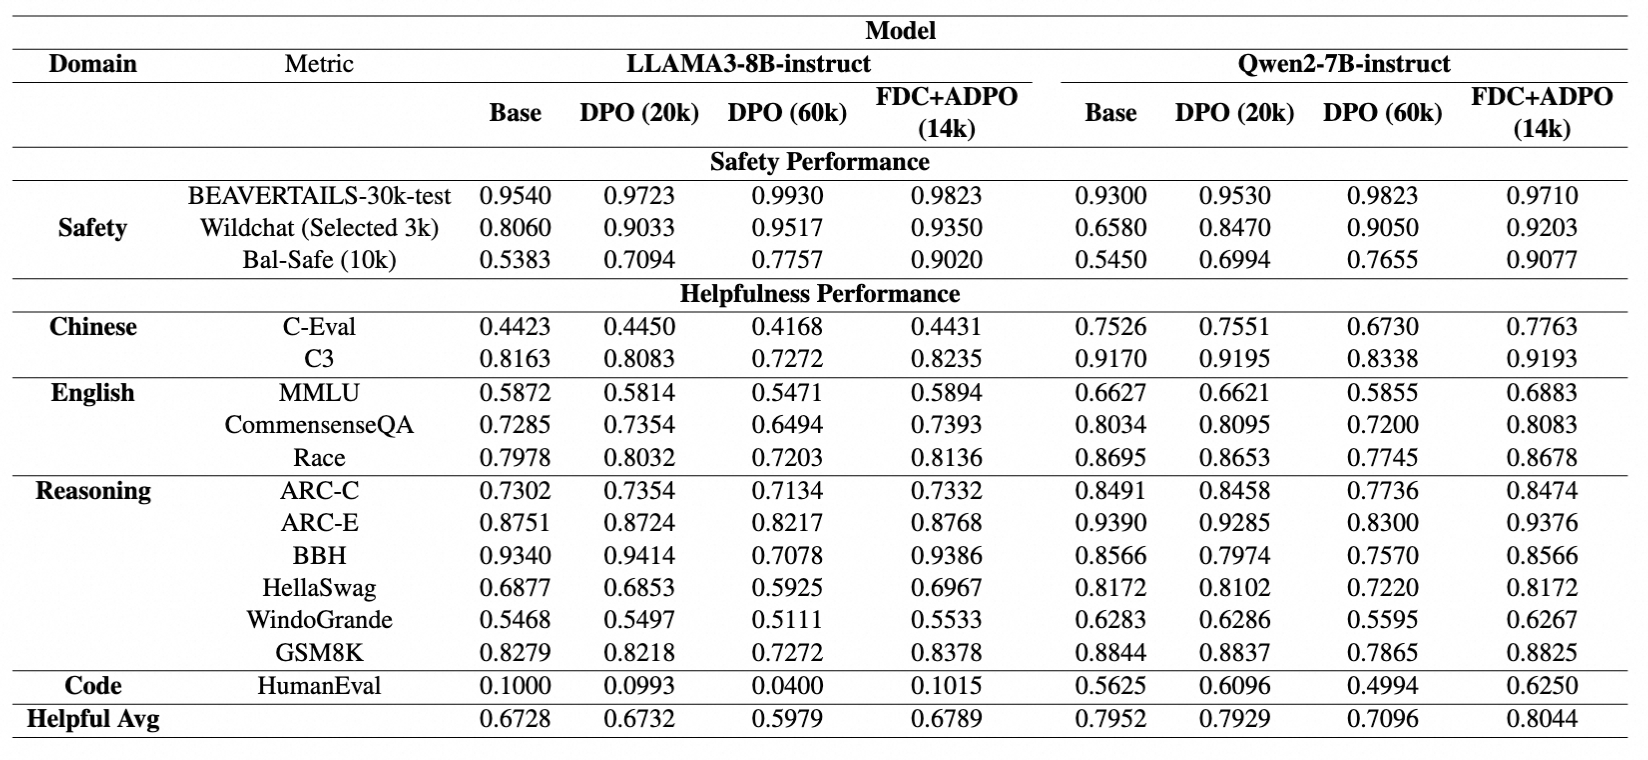 Model
Domain Metric LLAMA3-8B-instruct Qwen2-7B-instruct
Base DPO (20k) DPO (60k) FDC+ADPO (14k) Base DPO (20k) DPO (60k) FDC+ADPO (14k)
Safety Performance
BEAVERTAILS-30k-test 0.9540 0.9723 0.9930 0.9823 0.9300 0.9530 0.9823 0.9710
Safety Wildchat (Selected 3k) 0.8060 0.9033 0.9517 0.9350 0.6580 0.8470 0.9050 0.9203
Bal-Safe (10k) 0.5383 0.7094 0.7757 0.9020 0.5450 0.6994 0.7655 0.9077
Helpfulness Performance
Chinese C-Eval 0.4423 0.4450 0.4168 0.4431 0.7526 0.7551 0.6730 0.7763
C3 0.8163 0.8083 0.7272 0.8235 0.9170 0.9195 0.8338 0.9193
English MMLU 0.5872 0.5814 0.5471 0.5894 0.6627 0.6621 0.5855 0.6883
CommensenseQA 0.7285 0.7354 0.6494 0.7393 0.8034 0.8095 0.7200 0.8083
Race 0.7978 0.8032 0.7203 0.8136 0.8695 0.8653 0.7745 0.8678
Reasoning ARC-C 0.7302 0.7354 0.7134 0.7332 0.8491 0.8458 0.7736 0.8474
ARC-E 0.8751 0.8724 0.8217 0.8768 0.9390 0.9285 0.8300 0.9376
BBH 0.9340 0.9414 0.7078 0.9386 0.8566 0.7974 0.7570 0.8566
HellaSwag 0.6877 0.6853 0.5925 0.6967 0.8172 0.8102 0.7220 0.8172
WindoGrande 0.5468 0.5497 0.5111 0.5533 0.6283 0.6286 0.5595 0.6267
GSM8K 0.8279 0.8218 0.7272 0.8378 0.8844 0.8837 0.7865 0.8825
Code HumanEval 0.1000 0.0993 0.0400 0.1015 0.5625 0.6096 0.4994 0.6250
Helpful Avg 0.6728 0.6732 0.5979 0.6789 0.7952 0.7929 0.7096 0.8044